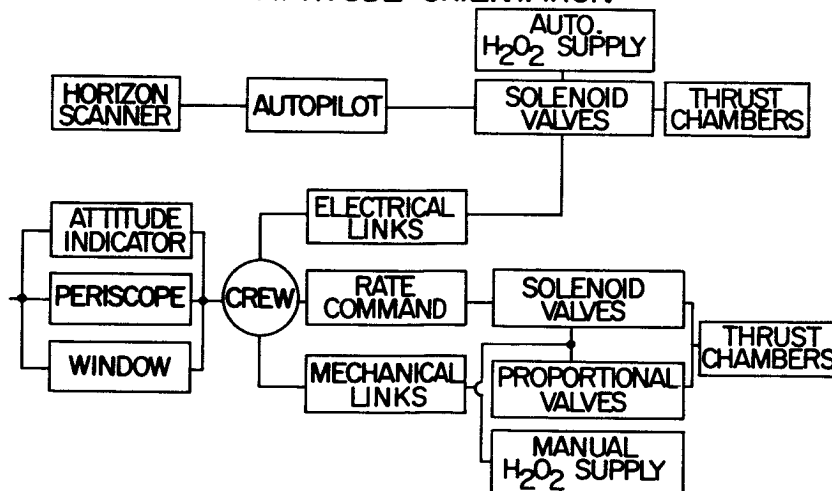 AUTO.
H2O2 SUPPLY
HORIZON
SCANNER
AUTOPILOT
SOLENOID
VALVES
THRUST
CHAMBERS
ATTITUDE
INDICATOR
ELECTRICAL
LINKS
PERISCOPE
CREW
RATE
COMMAND
SOLENOID
VALVES
WINDOW
MECHANICAL
LINKS
PROPORTIONAL
VALVES
THRUST
CHAMBERS
MANUAL
H2O2 SUPPLY